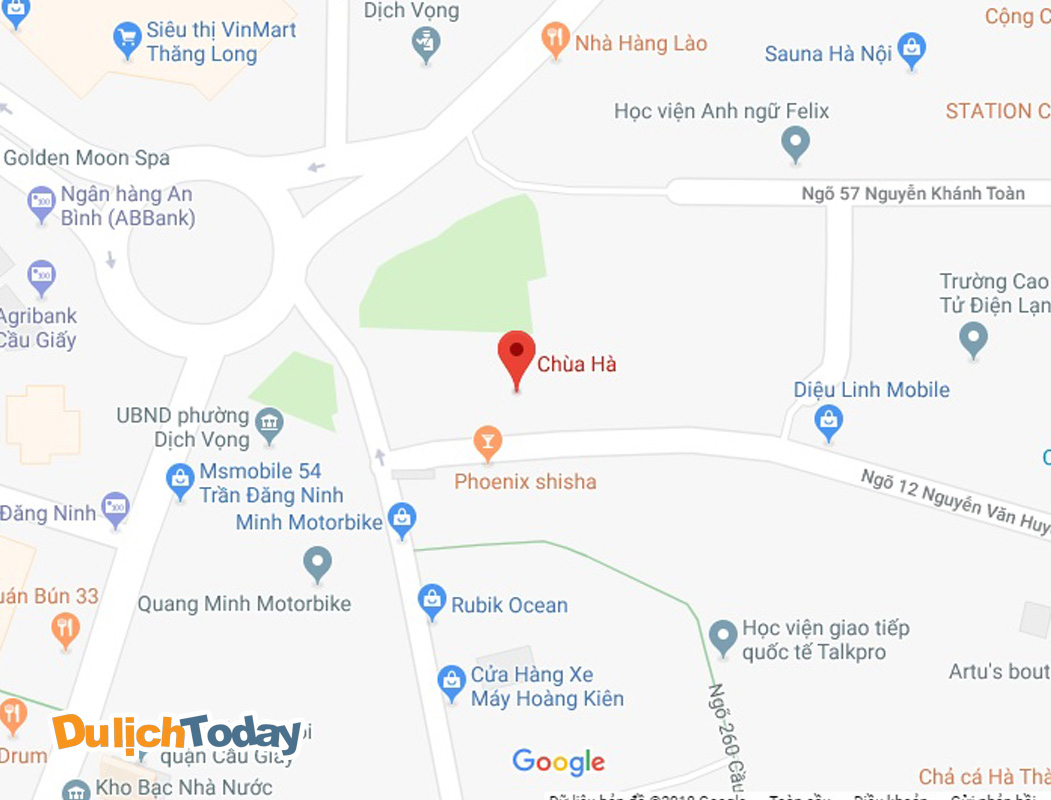 Dịch Vọng
Siêu thị VinMart
Thăng Long
Nhà Hàng Lào
Cộng C
Sauna Hà Nội
Học viện Anh ngữ Felix
STATION C
Golden Moon Spa
Ngân hàng An
Bình (ABBank)
Ngõ 57 Nguyễn Khánh Toàn
Trường Cao
Tử Điện Lạn
Agribank
Cầu Giấy
Chùa Hà
Diệu Linh Mobile
UBND phường
Dịch Vọng
Msmobile 54
Trần Đăng Ninh
Phoenix shisha
Ngõ 12 Nguyễn Văn Huy
Đăng Ninh
Minh Motorbike
uán Bún 33
Quang Minh Motorbike
Rubik Ocean
Học viện giao tiếp
quốc tế Talkpro
Artu's bout
Cửa Hàng Xe
Máy Hoàng Kiên
Ngõ 260 Cầu
DulịchToday
quận Cầu Giấy
Drum
Google
Kho Bạc Nhà Nước
Chả cá Hà Thà